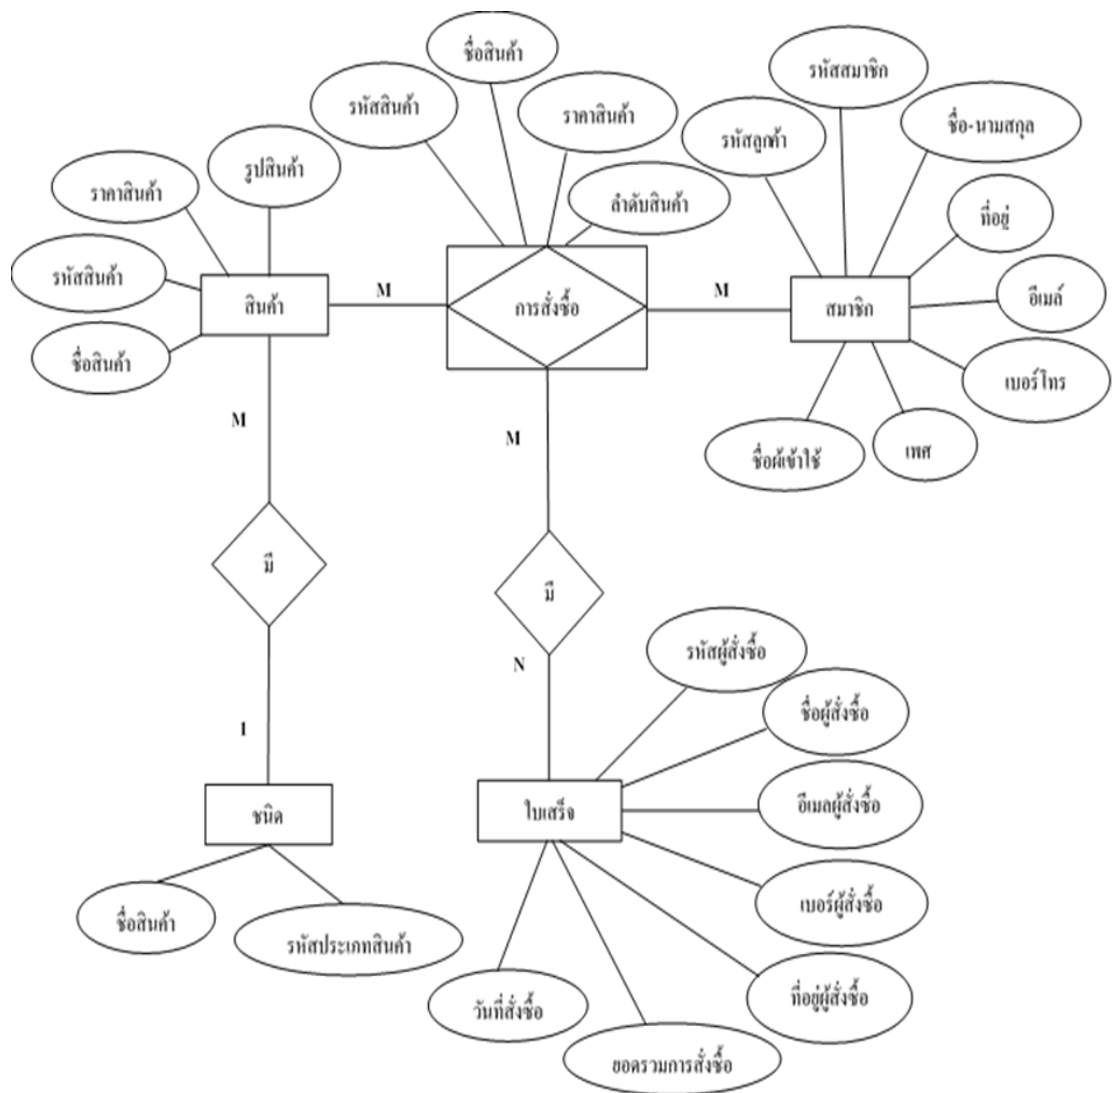 ชื่อสินค้า
รหัสสินค้า
ราคาสินค้า
ลำดับสินค้า
รหัสสมาชิก
รหัสลูกค้า
ชื่อ-นามสกุล
ที่อยู่
อีเมล์
เบอร์โทร
เพศ
ชื่อผู้เข้าใช้
รูปสินค้า
ราคาสินค้า
รหัสสินค้า
ชื่อสินค้า
สินค้า
M
การสั่งซื้อ
M
สมาชิก
M
M
มี
มี
N
1
รหัสผู้สั่งซื้อ
ชื่อผู้สั่งซื้อ
อีเมลผู้สั่งซื้อ
เบอร์ผู้สั่งซื้อ
ที่อยู่ผู้สั่งซื้อ
ชนิด
ใบเสร็จ
ชื่อสินค้า
รหัสประเภทสินค้า
วันที่สั่งซื้อ
ยอดรวมการสั่งซื้อ